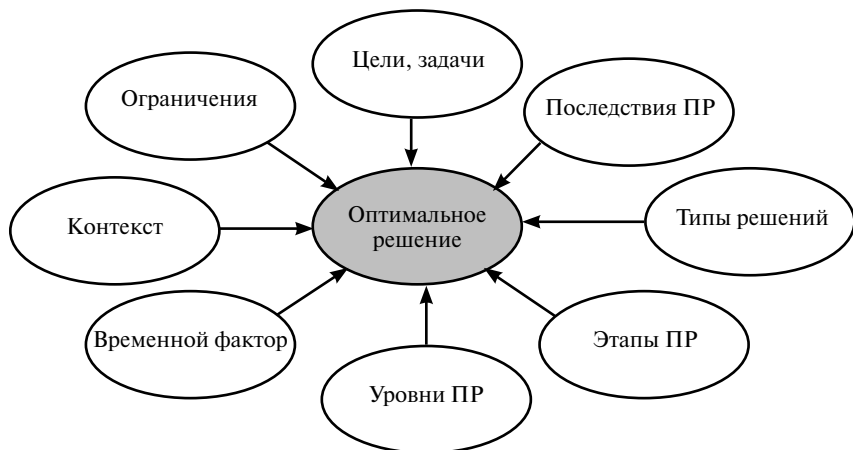 Цели, задачи
Ограничения
Последствия ПР
Контекст
Оптимальное
решение
Типы решений
Временной фактор
Этапы ПР
Уровни ПР